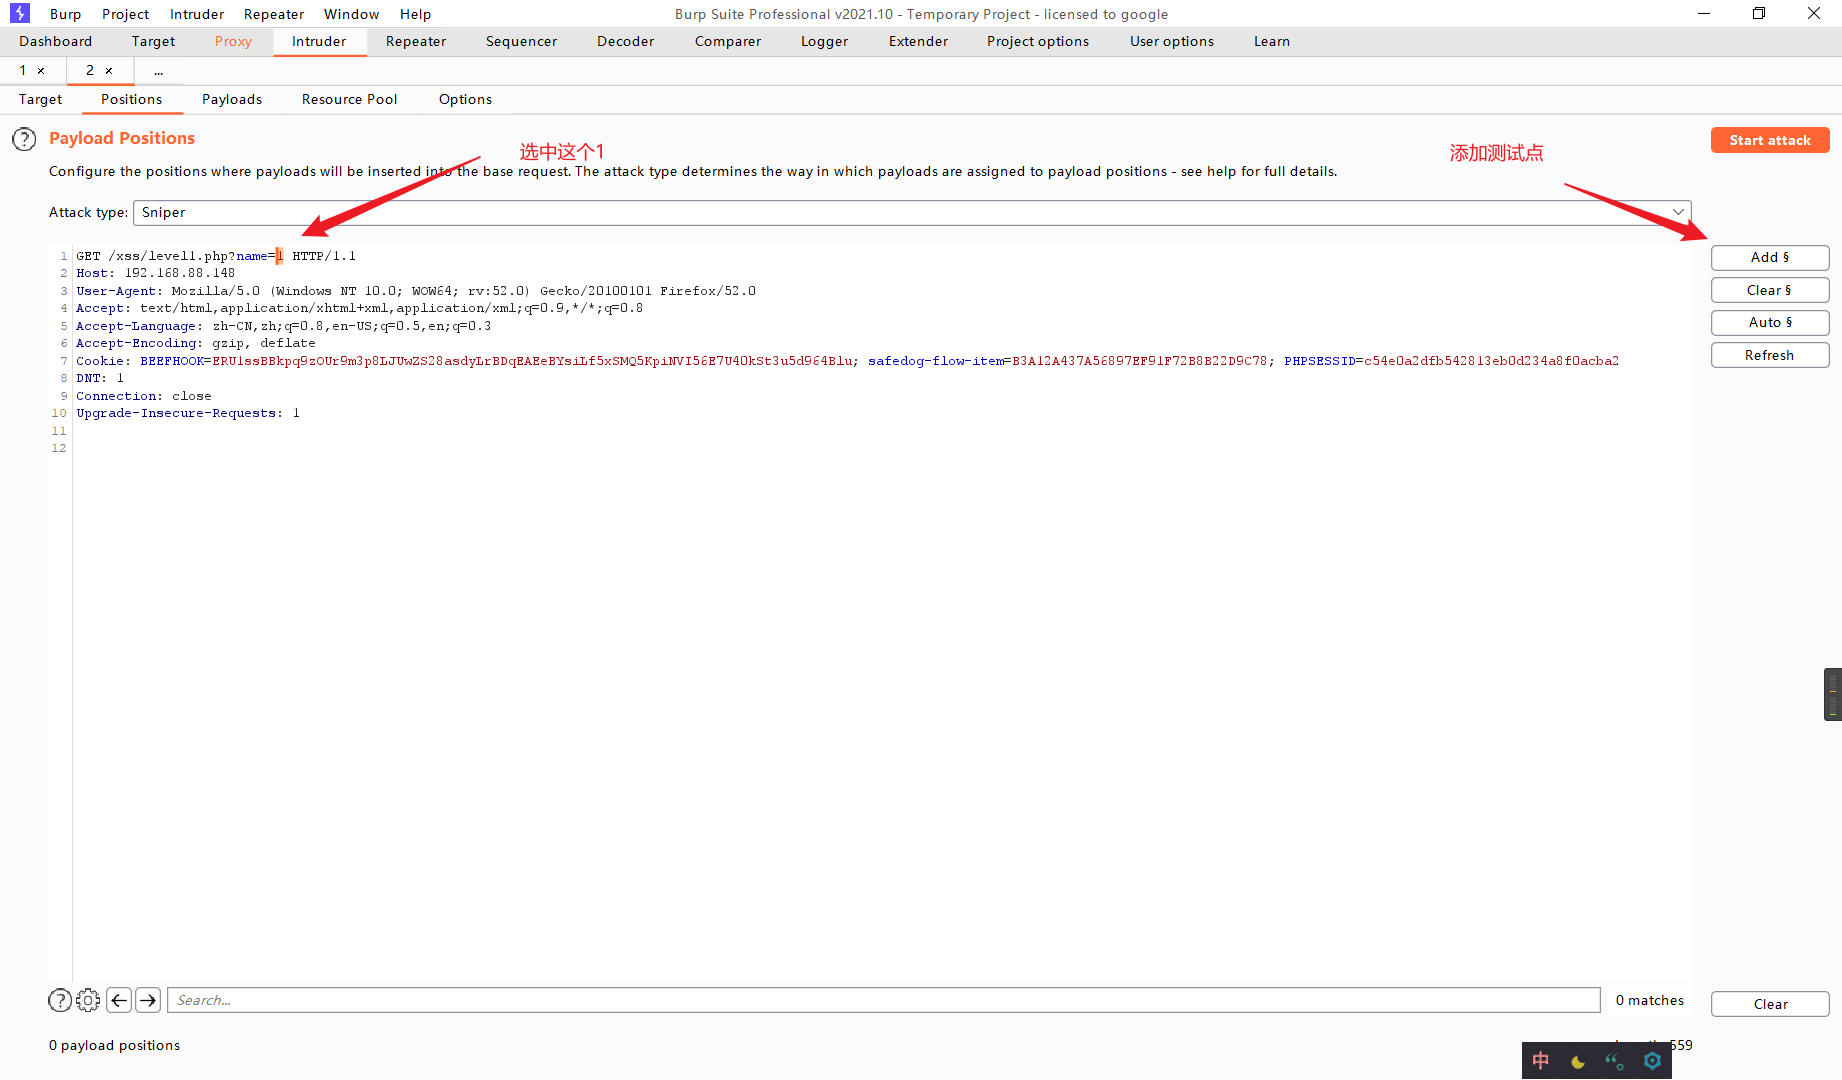 Burp Project Intruder Repeater Window Help
Burp Suite Professional v2021.10 - Temporary Project - licensed to google
Dashboard Target Proxy Intruder Repeater Sequencer Decoder Comparer Logger Extender Project options User options Learn
1 × 2 × ...
Target Positions Payloads Resource Pool Options
Payload Positions
Start attack
选中这个1
添加测试点
Configure the positions where payloads will be inserted into the base request. The attack type determines the way in which payloads are assigned to payload positions - see help for full details.
Attack type: Sniper
1 GET /xss/level1.php?name=1 HTTP/1.1
2 Host: 192.168.88.148
3 User-Agent: Mozilla/5.0 (Windows NT 10.0; WOW64; rv:52.0) Gecko/20100101 Firefox/52.0
4 Accept: text/html,application/xhtml+xml,application/xml;q=0.9,*/*;q=0.8
5 Accept-Language: zh-CN,zh;q=0.8,en-US;q=0.5,en;q=0.3
6 Accept-Encoding: gzip, deflate
7 Cookie: BEEFHOOK=ERU1ssBBkpq9zOUr9m3p8LJUwZS28asdyLrBDqEAEeBYsiLf5xSMQ5KpiNVI56E7U4OkSt3u5d964Blu; safedog-flow-item=B3A12A437A56897EF91F72B8B22D9C78; PHPSESSID=c54e0a2dfb542813eb0d234a8f0acba2
8 DNT: 1
9 Connection: close
10 Upgrade-Insecure-Requests: 1
11
12
Add §
Clear §
Auto §
Refresh
Search...
0 matches
Clear
0 payload positions
559
中